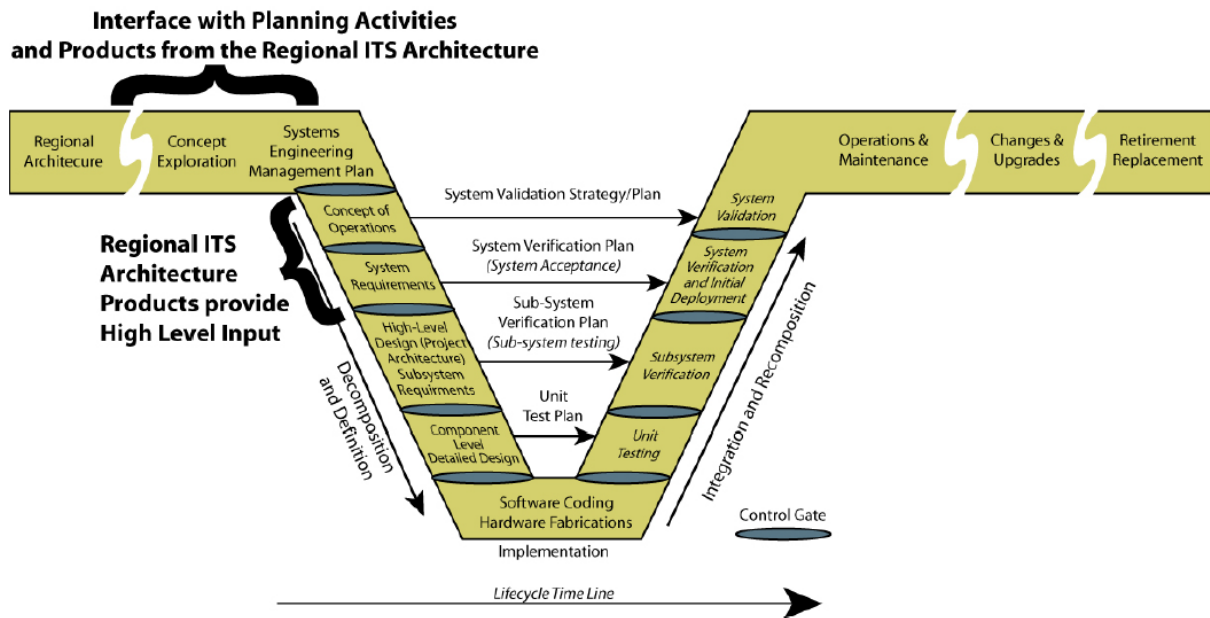 Interface with Planning Activities
and Products from the Regional ITS Architecture
Regional
Architecure
Concept
Exploration
Systems
Engineering
Management Plan
Operations &
Maintenance
Changes &
Upgrades
Retirement
Replacement
Concept of
Operations
System Validation Strategy/Plan
System
Validation
Regional ITS
Architecture
Products provide
High Level Input
System
Requirements
System Verification Plan
(System Acceptance)
System
Verification
and Initial
Deployment
High-Level
Design (Project
Architecture)
Subsystem
Requirments
Sub-System
Verification Plan
(Sub-system testing)
Subsystem
Verification
Decomposition
and Definition
Component
Level
Detailed Design
Unit
Test Plan
Unit
Testing
Integration and Recomposition
Software Coding
Hardware Fabrications
Implementation
Control Gate
Lifecycle Time Line